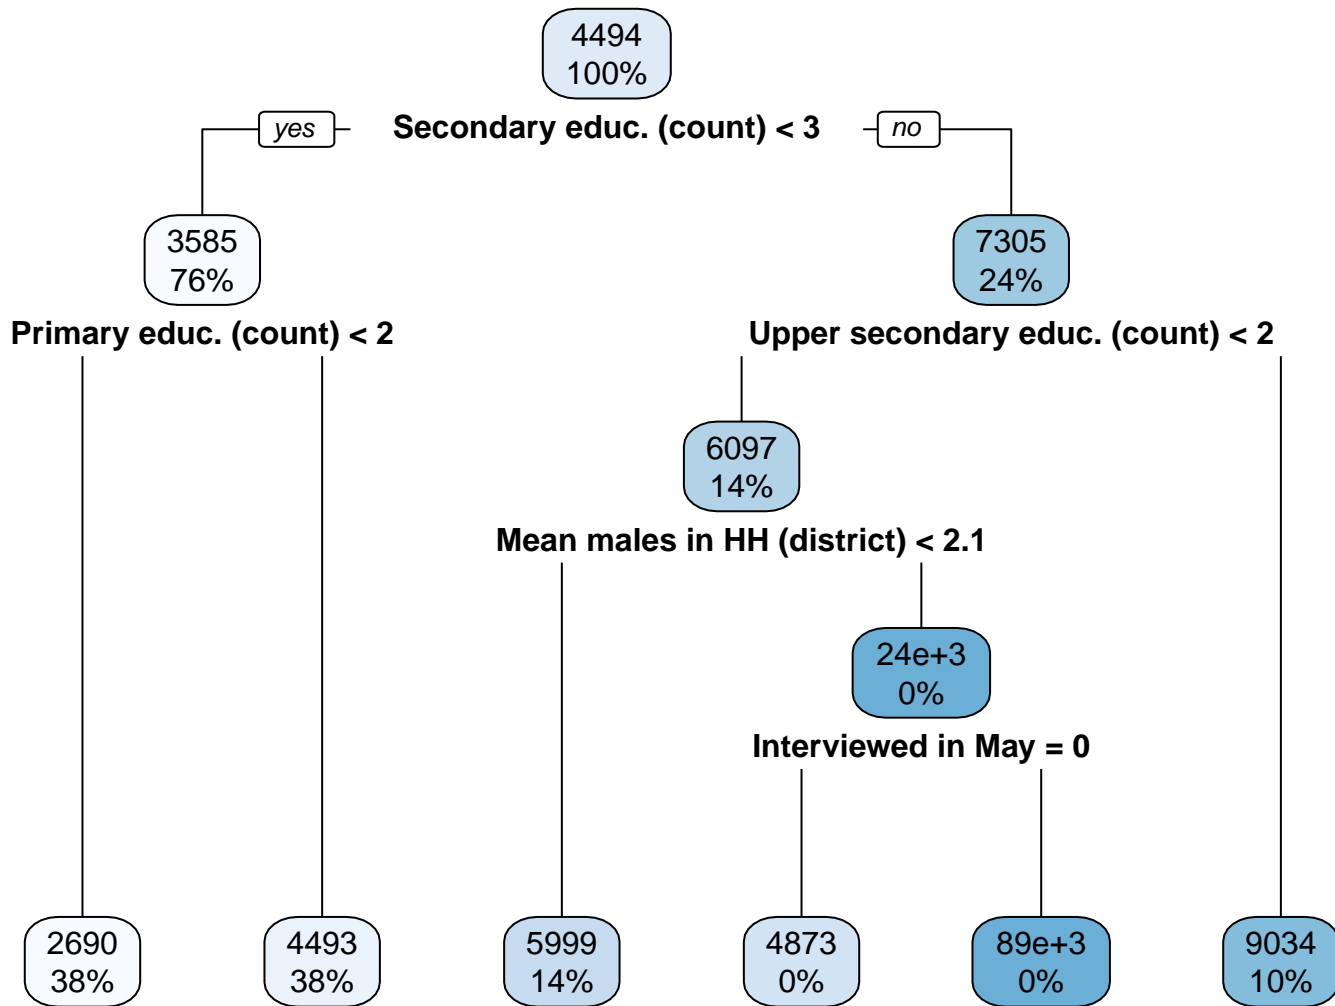 4494
100%
yes
Secondary educ. (count) < 3
no
3585
76%
7305
24%
Primary educ. (count) < 2
Upper secondary educ. (count) < 2
6097
14%
Mean males in HH (district) < 2.1
24e+3
0%
Interviewed in May = 0
2690
38%
4493
38%
5999
14%
4873
0%
89e+3
0%
9034
10%